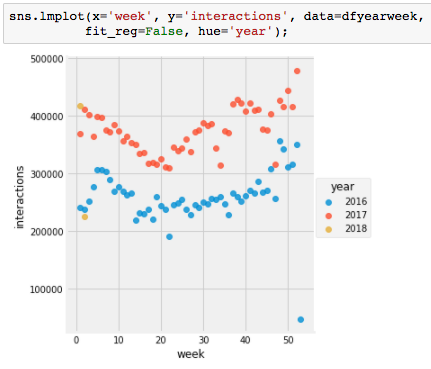 sns.lmplot(x='week', y='interactions', data=dfyearweek,
fit_reg=False, hue='year');
500000
400000
300000
200000
100000
interactions
0 10 20 30 40 50
week
year
2016
2017
2018